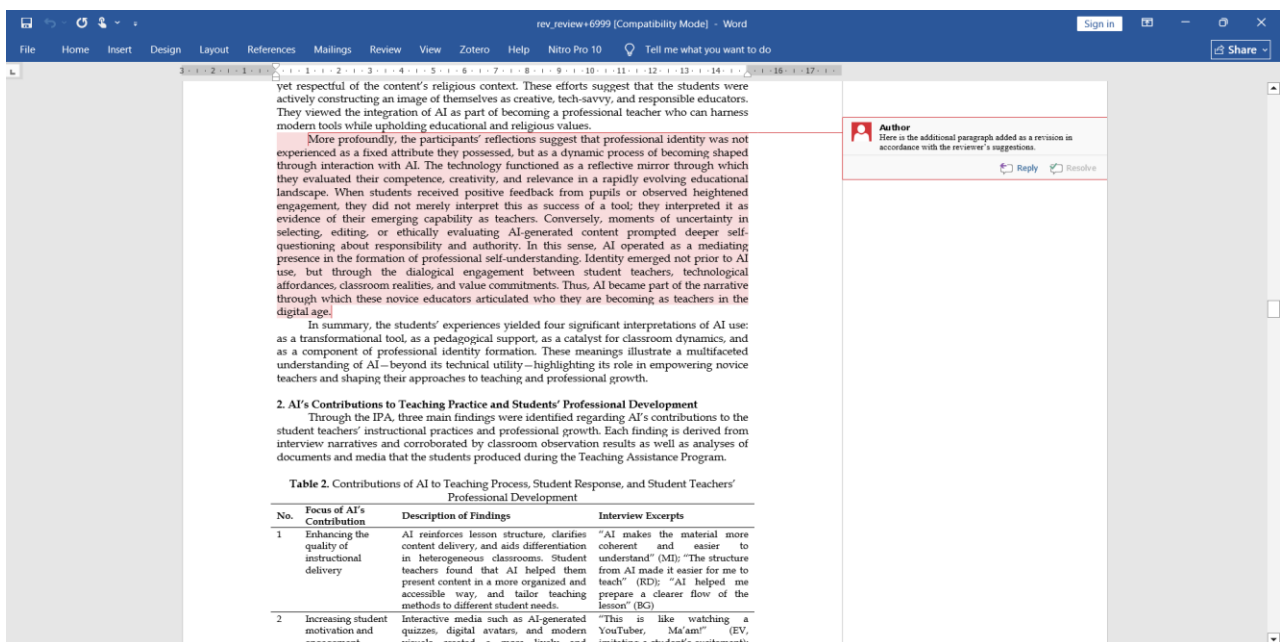 rev_review+6999 [Compatibility Mode] - Word
Sign in
File Home Insert Design Layout References Mailings Review View Zotero Help Nitro Pro 10 Tell me what you want to do
Share
3 · 2 · 1 · 1 · 2 · 3 · 4 · 5 · 6 · 7 · 8 · 9 · 10 · 11 · 12 · 13 · 14 · 16 · 17
yet respectful of the content's religious context. These efforts suggest that the students were
actively constructing an image of themselves as creative, tech-savvy, and responsible educators.
They viewed the integration of AI as part of becoming a professional teacher who can harness
modern tools while upholding educational and religious values.
More profoundly, the participants' reflections suggest that professional identity was not
experienced as a fixed attribute they possessed, but as a dynamic process of becoming shaped
through interaction with AI. The technology functioned as a reflective mirror through which
they evaluated their competence, creativity, and relevance in a rapidly evolving educational
landscape. When students received positive feedback from pupils or observed heightened
engagement, they did not merely interpret this as success of a tool; they interpreted it as
evidence of their emerging capability as teachers. Conversely, moments of uncertainty in
selecting, editing, or ethically evaluating AI-generated content prompted deeper self-
questioning about responsibility and authority. In this sense, AI operated as a mediating
presence in the formation of professional self-understanding. Identity emerged not prior to AI
use, but through the dialogical engagement between student teachers, technological
affordances, classroom realities, and value commitments. Thus, AI became part of the narrative
through which these novice educators articulated who they are becoming as teachers in the
digital age.
Author
Here is the additional paragraph added as a revision in
accordance with the reviewer's suggestions.
Reply Resolve
In summary, the students' experiences yielded four significant interpretations of AI use:
as a transformational tool, as a pedagogical support, as a catalyst for classroom dynamics, and
as a component of professional identity formation. These meanings illustrate a multifaceted
understanding of AI—beyond its technical utility—highlighting its role in empowering novice
teachers and shaping their approaches to teaching and professional growth.
2. AI's Contributions to Teaching Practice and Students' Professional Development
Through the IPA, three main findings were identified regarding AI's contributions to the
student teachers' instructional practices and professional growth. Each finding is derived from
interview narratives and corroborated by classroom observation results as well as analyses of
documents and media that the students produced during the Teaching Assistance Program.
Table 2. Contributions of AI to Teaching Process, Student Response, and Student Teachers'
Professional Development
No. Focus of AI's Contribution Description of Findings Interview Excerpts
1
Enhancing the
quality of
instructional
delivery
AI reinforces lesson structure, clarifies
content delivery, and aids differentiation
in heterogeneous classrooms. Student
teachers found that AI helped them
present content in a more organized and
accessible way, and tailor teaching
methods to different student needs.
"AI makes the material more
coherent and easier to
understand" (MI); "The structure
from AI made it easier for me to
teach" (RD); "AI helped me
prepare a clearer flow of the
lesson" (BG)
2
Increasing student
motivation and
Interactive media such as AI-generated
quizzes, digital avatars, and modern
"This is like watching a
YouTuber, Ma'am!" (EV,